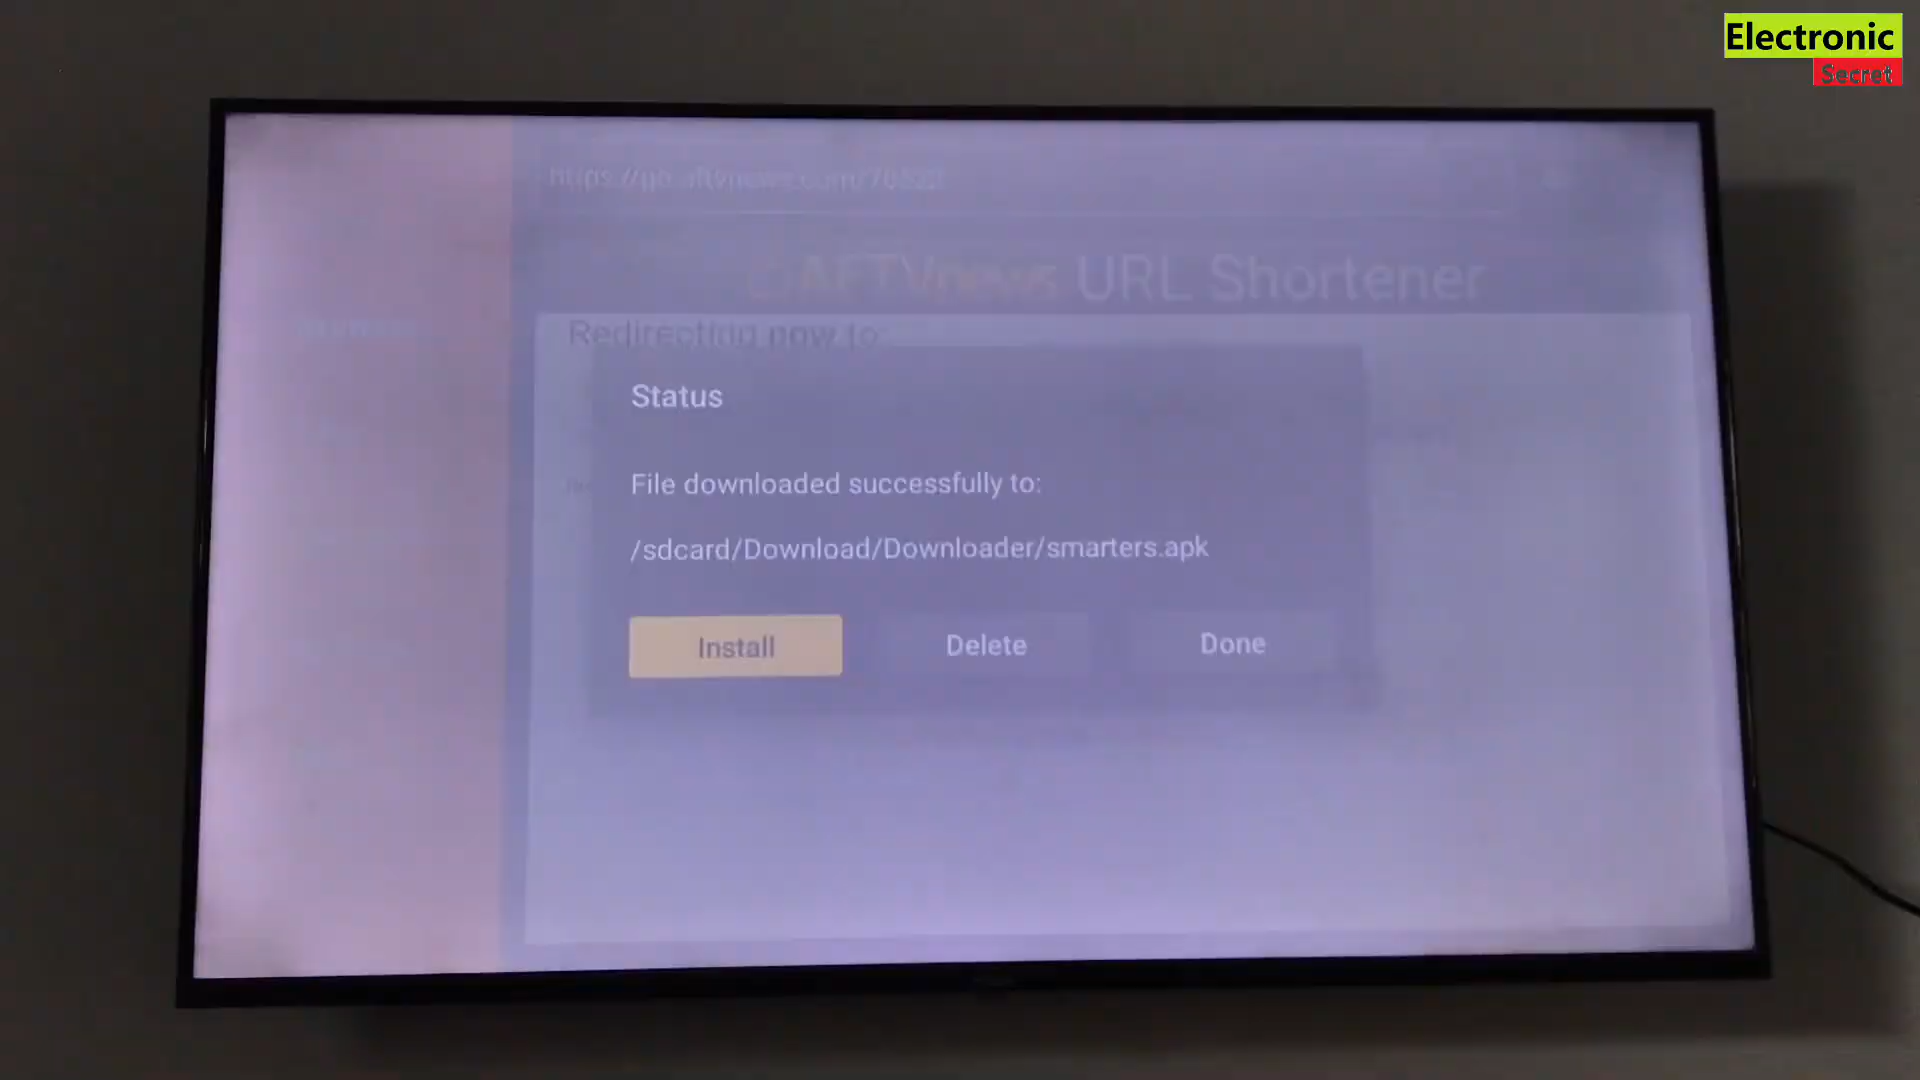 Electronic
Secret
AFTVnews URL Shortener
Redirecting now to:
Status
File downloaded successfully to:
/sdcard/Download/Downloader/smarters.apk
Install
Delete
Done